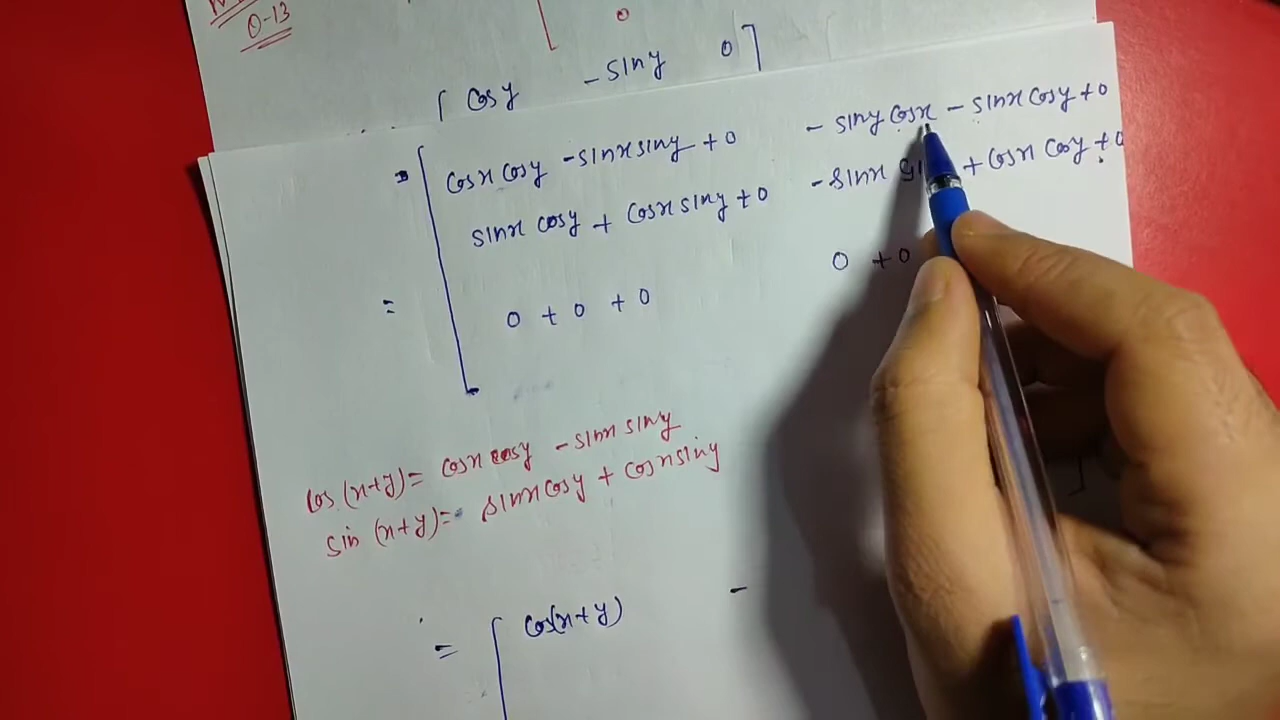 Q-13
0
[ cosy -siny 0 ]
= [ cosx cosy - sinx siny + 0 - siny cosx - sinx cosy + 0
sinx cosy + cosx siny + 0 - sinx + cosx cosy + 0
= 0 + 0 + 0 0 + 0
cos (x+y) = cosx cosy - sinx siny
sin (x+y) = sinx cosy + cosx siny
= [ cos(x+y) -